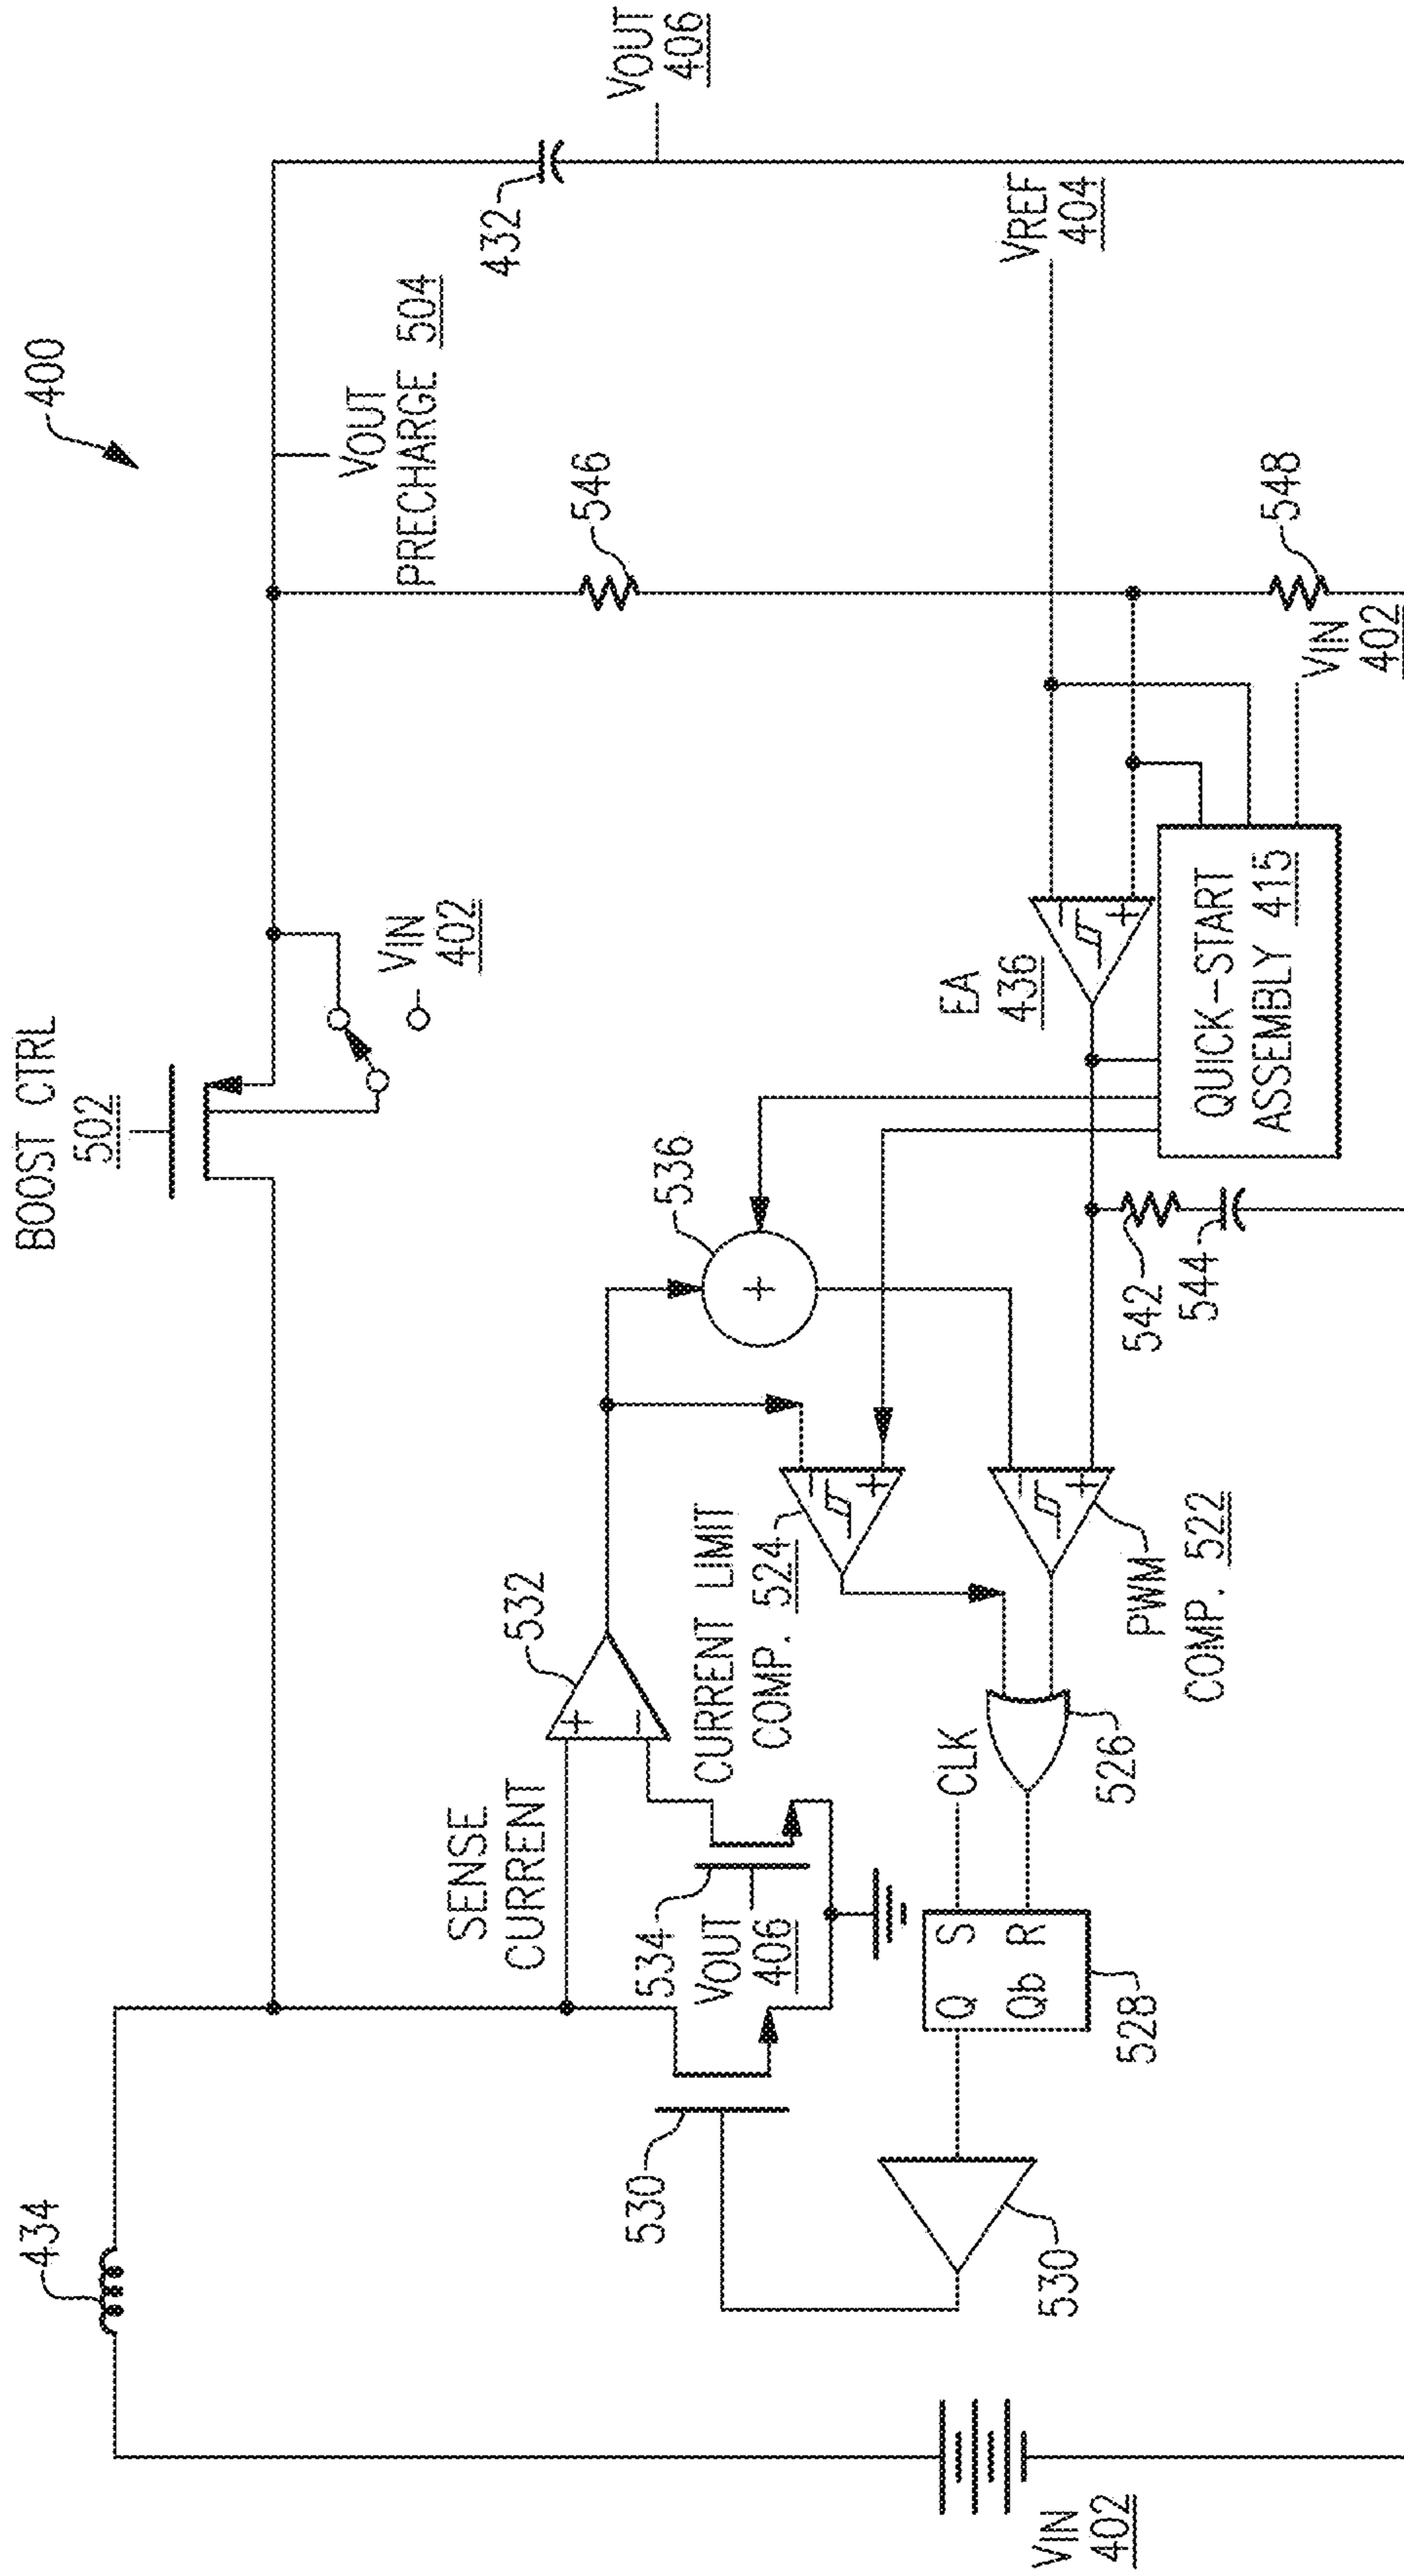 400
434
BOOST CTRL
502
VIN
402
VOUT
PRECHARGE 504
432
VOUT
406
546
SENSE
CURRENT
532
536
534
VOUT
406
530
CURRENT LIMIT
COMP. 524
EA
436
VREF
404
+
−
+
−
+
−
+
−
+
CLK
Q S
Qb R
528
526
530
PWM
COMP. 522
542
544
QUICK–START
ASSEMBLY 415
548
VIN
402
VIN
402